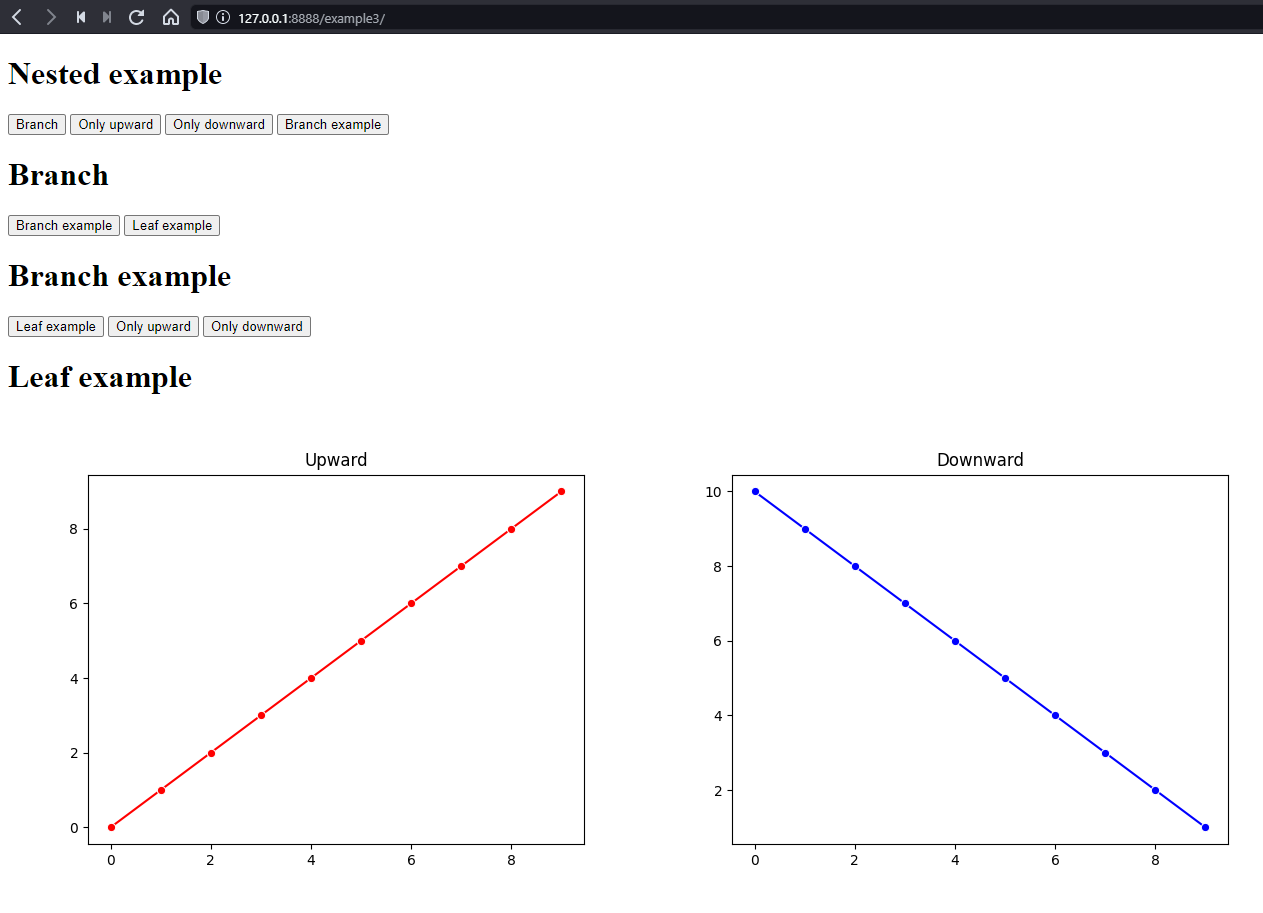 127.0.0.1:8888/example3/
Nested example
Branch Only upward Only downward Branch example
Branch
Branch example Leaf example
Branch example
Leaf example Only upward Only downward
Leaf example
Upward
8
6
4
2
0
0 2 4 6 8
Downward
10
8
6
4
2
0 2 4 6 8